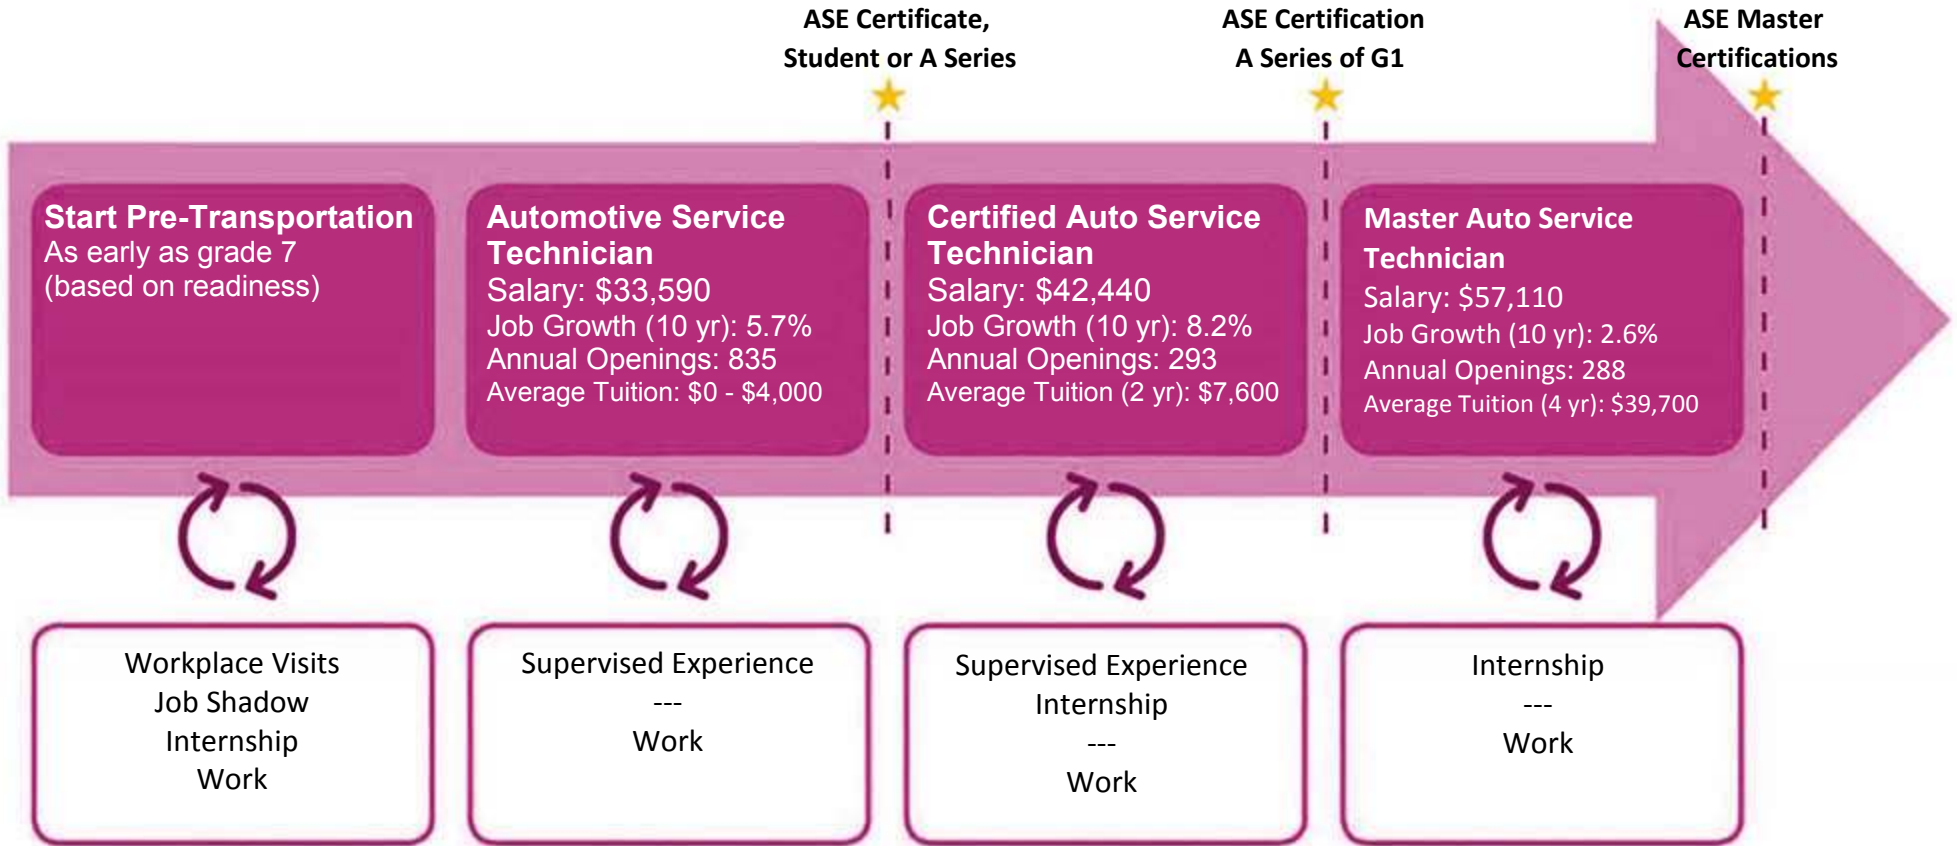 ASE Certificate,
Student or A Series
ASE Certification
A Series of G1
ASE Master
Certifications
Start Pre-Transportation
As early as grade 7
(based on readiness)
Automotive Service
Technician
Salary: $33,590
Job Growth (10 yr): 5.7%
Annual Openings: 835
Average Tuition: $0 - $4,000
Certified Auto Service
Technician
Salary: $42,440
Job Growth (10 yr): 8.2%
Annual Openings: 293
Average Tuition (2 yr): $7,600
Master Auto Service
Technician
Salary: $57,110
Job Growth (10 yr): 2.6%
Annual Openings: 288
Average Tuition (4 yr): $39,700
Workplace Visits
Job Shadow
Internship
Work
Supervised Experience
---
Work
Supervised Experience
Internship
---
Work
Internship
---
Work